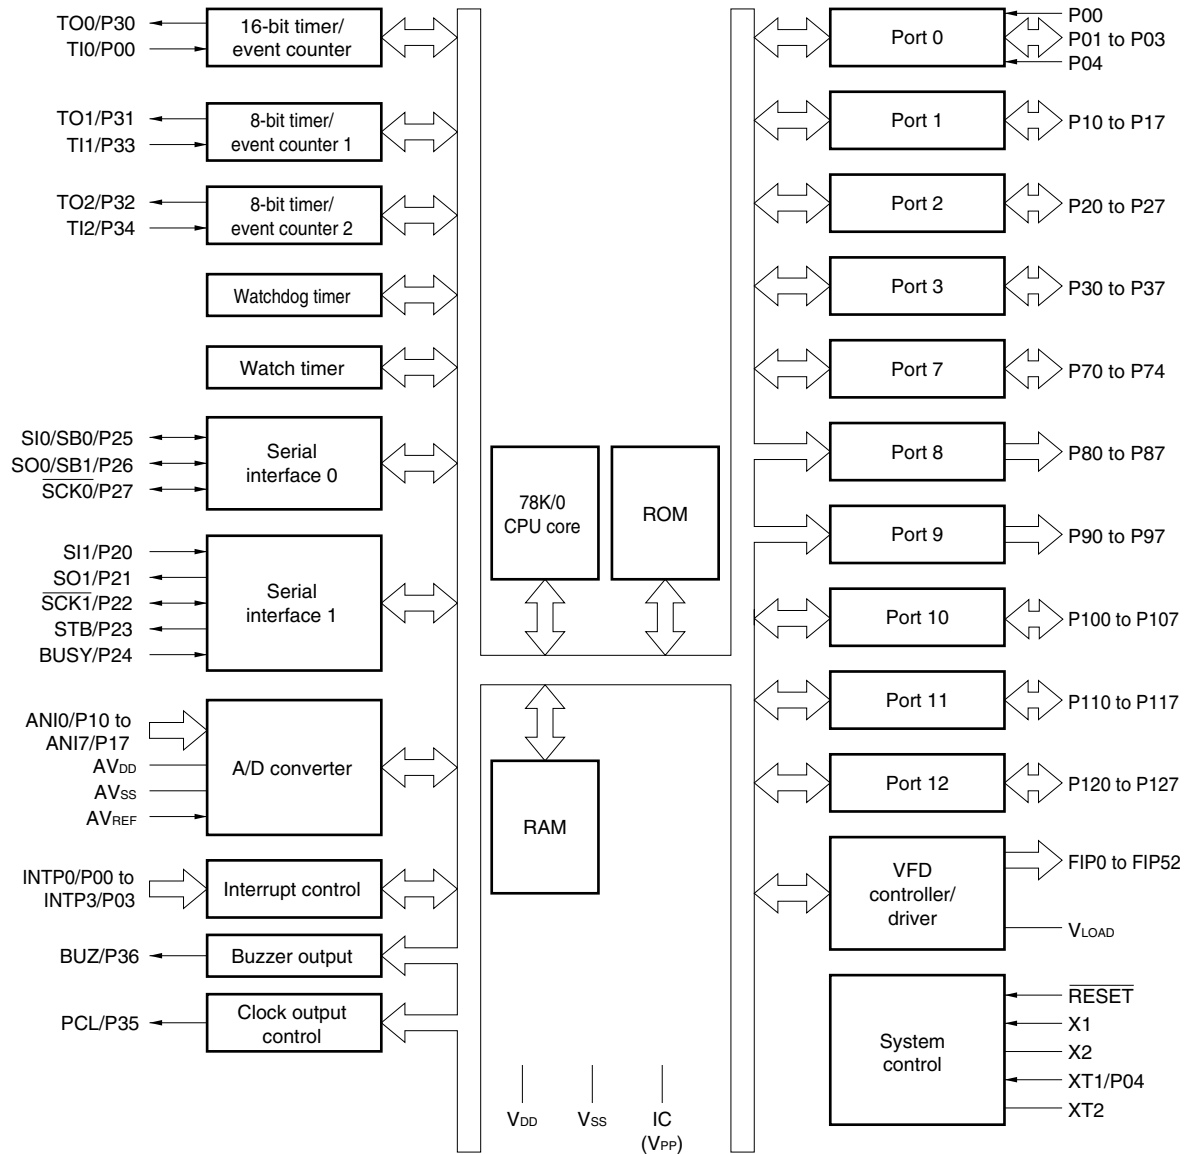 TO0/P30
TI0/P00
16-bit timer/
event counter
TO1/P31
TI1/P33
8-bit timer/
event counter 1
TO2/P32
TI2/P34
8-bit timer/
event counter 2
Watchdog timer
Watch timer
SI0/SB0/P25
SO0/SB1/P26
SCK0/P27
Serial
interface 0
SI1/P20
SO1/P21
SCK1/P22
STB/P23
BUSY/P24
Serial
interface 1
ANI0/P10 to
ANI7/P17
AVDD
AVSS
AVREF
A/D converter
INTP0/P00 to
INTP3/P03
Interrupt control
BUZ/P36
Buzzer output
PCL/P35
Clock output
control
78K/0
CPU core
ROM
RAM
VDD
VSS
IC
(VPP)
Port 0
P00
P01 to P03
P04
Port 1
P10 to P17
Port 2
P20 to P27
Port 3
P30 to P37
Port 7
P70 to P74
Port 8
P80 to P87
Port 9
P90 to P97
Port 10
P100 to P107
Port 11
P110 to P117
Port 12
P120 to P127
VFD
controller/
driver
FIP0 to FIP52
VLOAD
System
control
RESET
X1
X2
XT1/P04
XT2